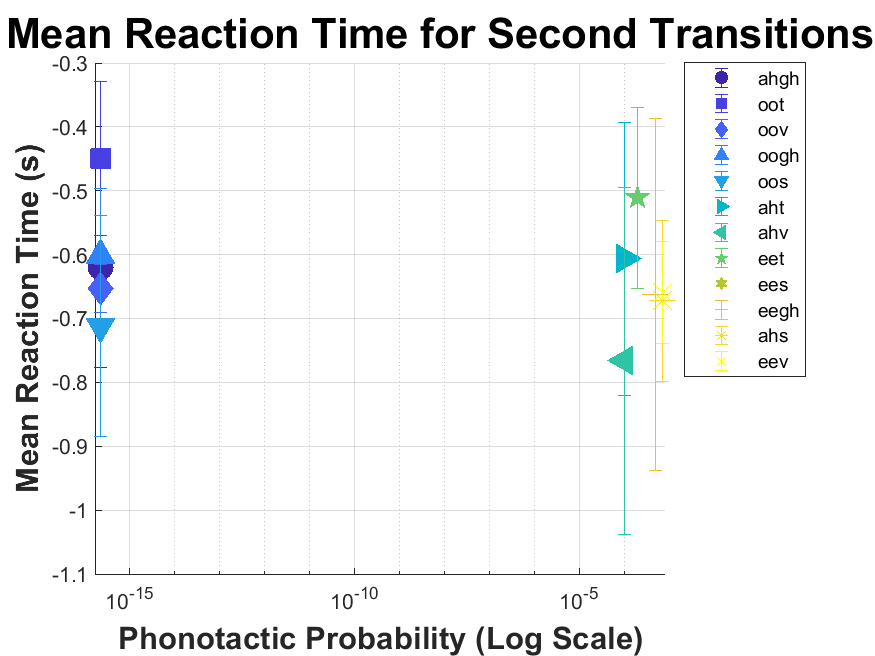 Mean Reaction Time for Second Transitions
Mean Reaction Time (s)
-0.3
-0.4
-0.5
-0.6
-0.7
-0.8
-0.9
-1
-1.1
10^-15
10^-10
10^-5
Phonotactic Probability (Log Scale)
ahgh
oot
oov
oogh
oos
aht
ahv
eet
ees
eegh
ahs
eev